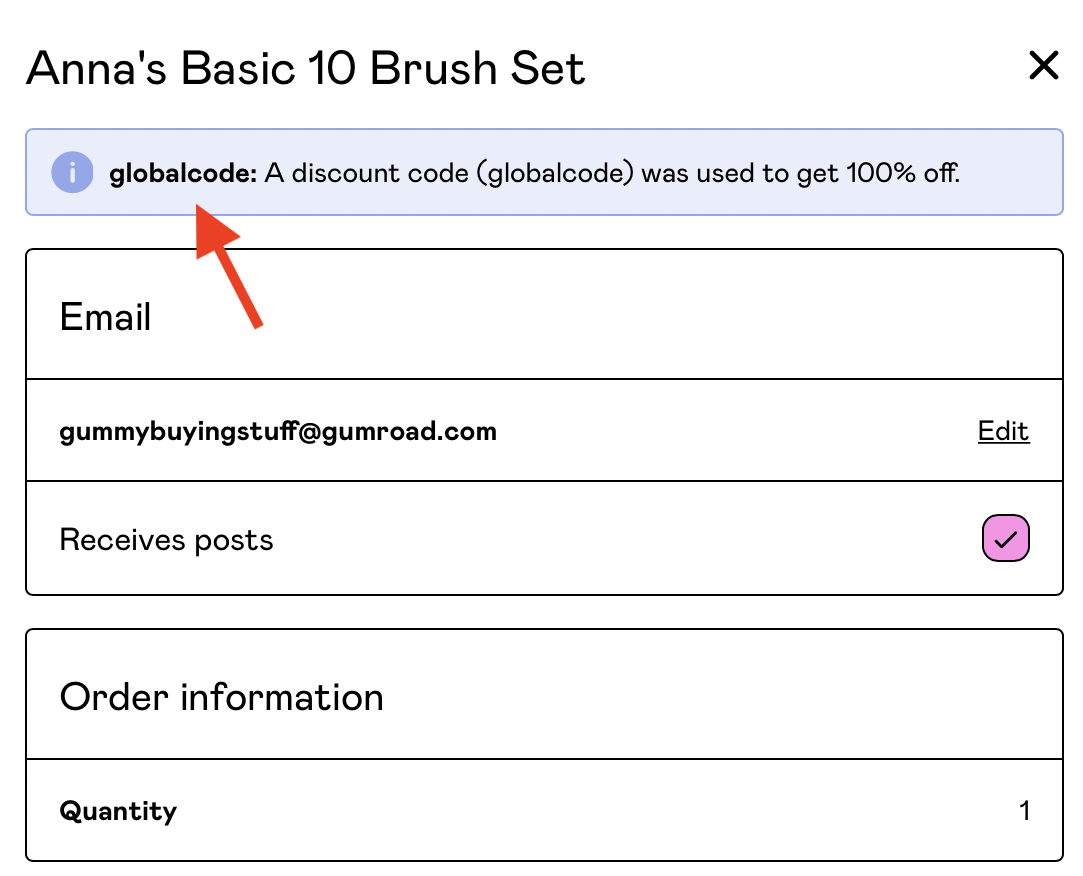 Anna's Basic 10 Brush Set
globalcode: A discount code (globalcode) was used to get 100% off.
Email
gummybuyingstuff@gumroad.com Edit
Receives posts
Order information
Quantity 1